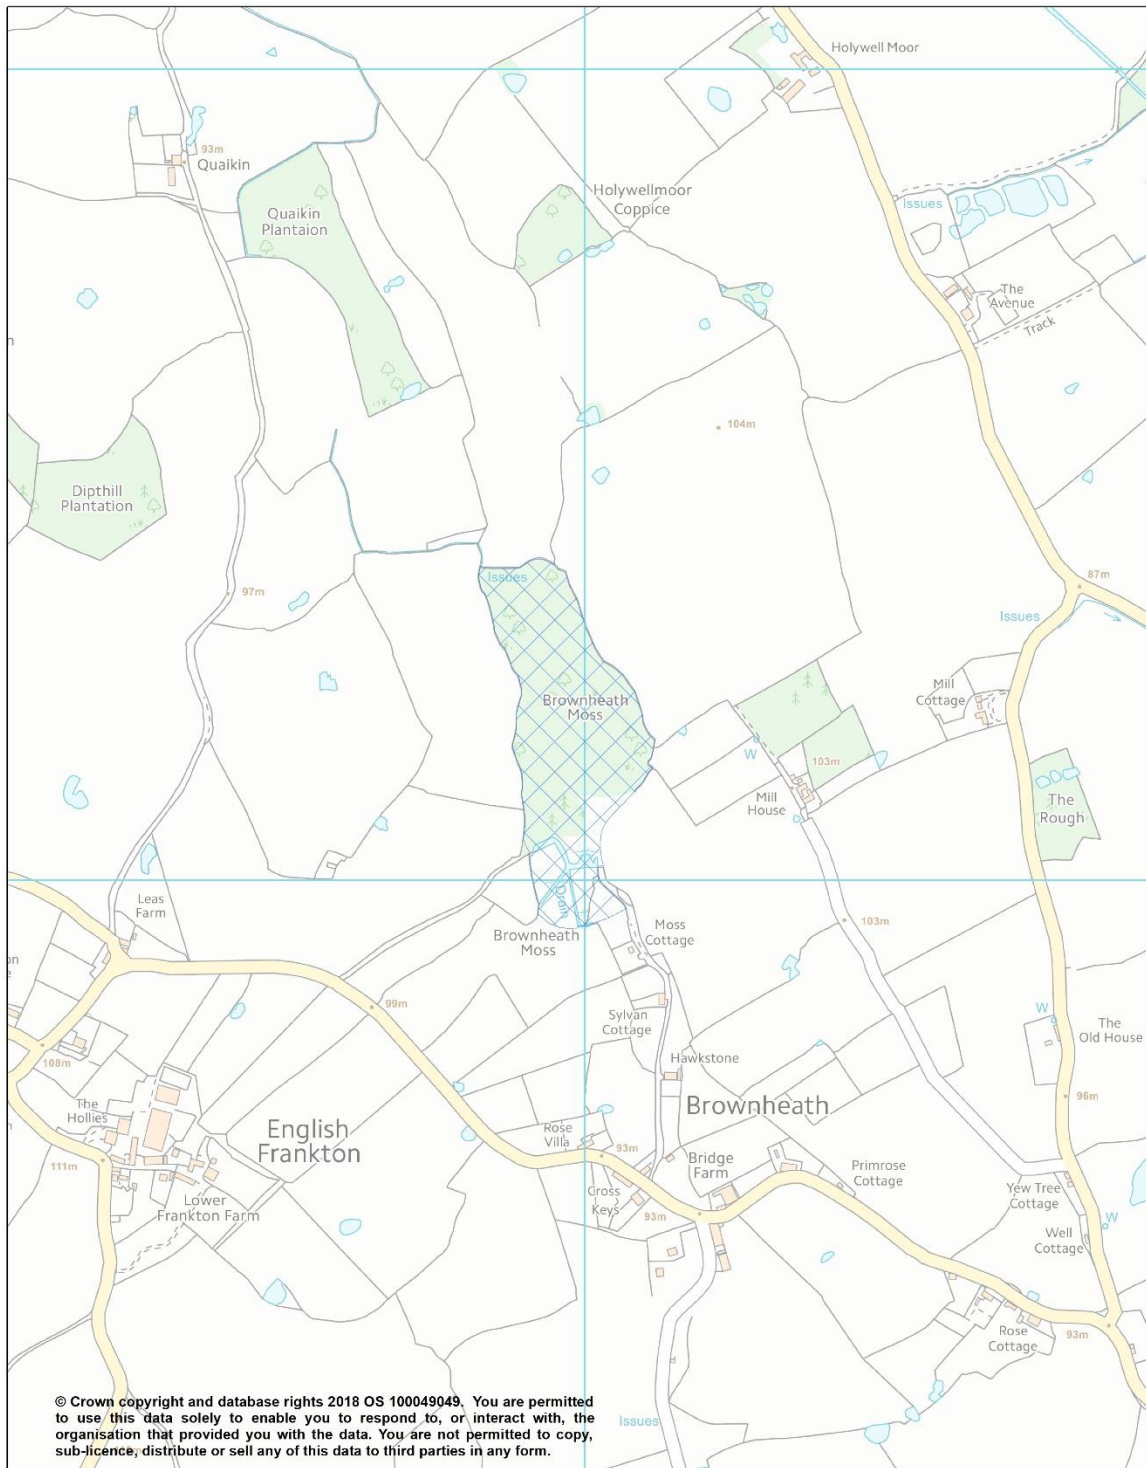 Holywell Moor
93m
Quaikin
Holywellmoor
Coppice
Issues
Quaikin
Plantaion
The
Avenue
Track
n
104m
Dipthill
Plantation
Issues
87m
97m
Issues
Mill
Cottage
Brownheath
Moss
W
103m
Mill
House
The
Rough
Drain
Leas
Farm
103m
Moss
Cottage
Brownheath
Moss
on
e
99m
Sylvan
Cottage
W
The
Old House
108m
Hawkstone
96m
The
Hollies
English
Frankton
Brownheath
Rose
Villa
93m
Bridge
Farm
111m
Primrose
Cottage
Cross
Keys
93m
Yew Tree
Cottage
Lower
Frankton Farm
W
Well
Cottage
Rose
Cottage
93m
Issues
© Crown copyright and database rights 2018 OS 100049049. You are permitted
to use this data solely to enable you to respond to, or interact with, the
organisation that provided you with the data. You are not permitted to copy,
sub-licence, distribute or sell any of this data to third parties in any form.